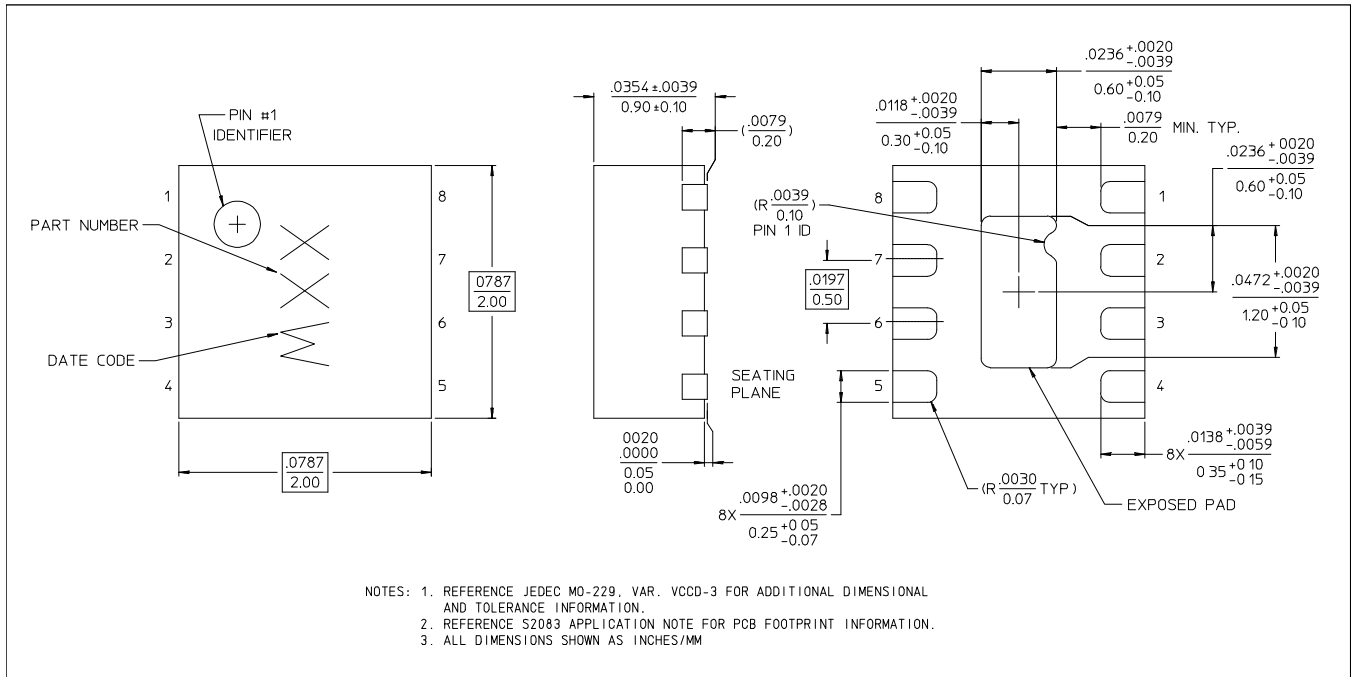 PIN #1
IDENTIFIER
PART NUMBER
DATE CODE
1
2
3
4
8
7
6
5
.0787
2.00
.0787
2.00
.0354 ±.0039
0.90 ±0.10
( .0079
0.20 )
SEATING
PLANE
0020
.0000
0.05
0.00
.0236 +.0020
-.0039
0.60 +0.05
-0.10
.0118 +.0020
-.0039
0.30 +0.05
-0.10
.0079
0.20 MIN. TYP.
.0236 +0020
-.0039
0.60 +0.05
-0.10
(R .0039
0.10 )
PIN 1 ID
.0197
0.50
8
7
6
5
1
2
3
4
.0472 +.0020
-.0039
1.20 +0.05
-0 10
8X .0138 +.0039
-.0059
0 35 +0 10
-0 15
8X .0098 +.0020
-.0028
0.25 +0 05
-0.07
(R .0030
0.07 TYP )
EXPOSED PAD
NOTES: 1. REFERENCE JEDEC MO-229, VAR. VCCD-3 FOR ADDITIONAL DIMENSIONAL
AND TOLERANCE INFORMATION.
2. REFERENCE S2083 APPLICATION NOTE FOR PCB FOOTPRINT INFORMATION.
3. ALL DIMENSIONS SHOWN AS INCHES/MM